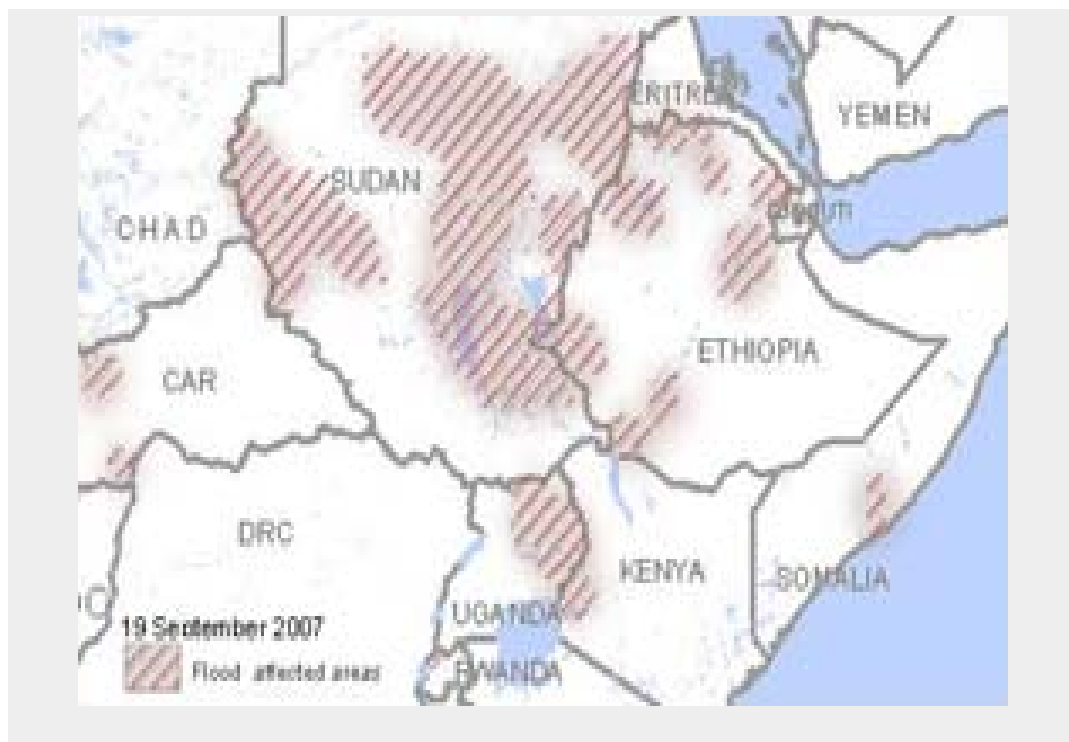 ERITREA
YEMEN
SUDAN
CHAD
DJIBOUTI
ETHIOPIA
CAR
DRC
KENYA
SOMALIA
UGANDA
RWANDA
19 September 2007
Flood affected areas